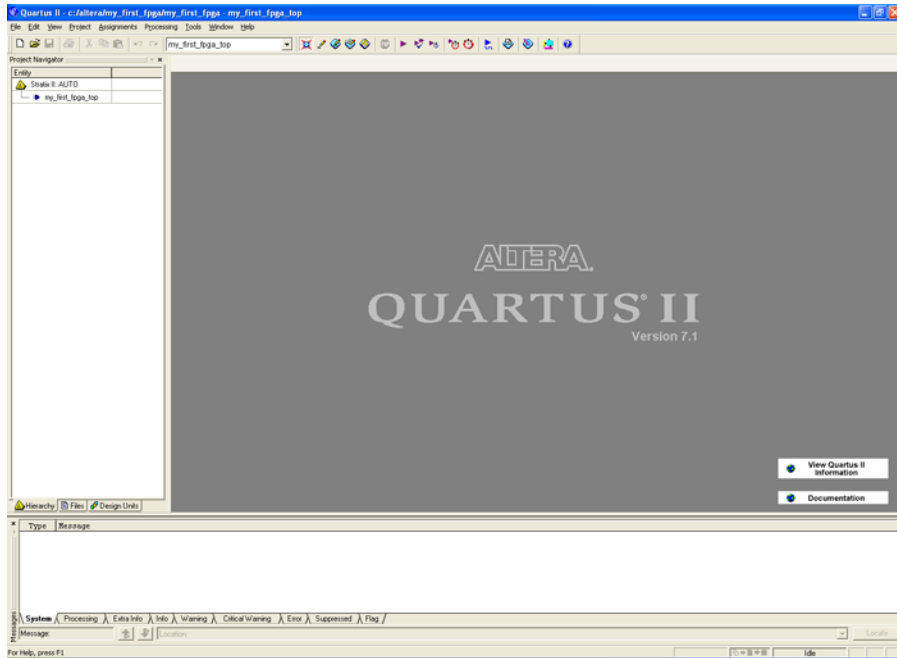 Quartus II - c:/altera/my_first_fpga/my_first_fpga - my_first_fpga_top
File Edit View Project Assignments Processing Tools Window Help
my_first_fpga_top
Project Navigator
Entity
Stratix II: AUTO
my_first_fpga_top
ALTERA.
QUARTUS® II
Version 7.1
View Quartus II
Information
Documentation
Hierarchy Files Design Units
Type Message
System Processing Extra Info Info Warning Critical Warning Error Suppressed Flag
Messages
Message: Location: Locate
For Help, press F1 Idle